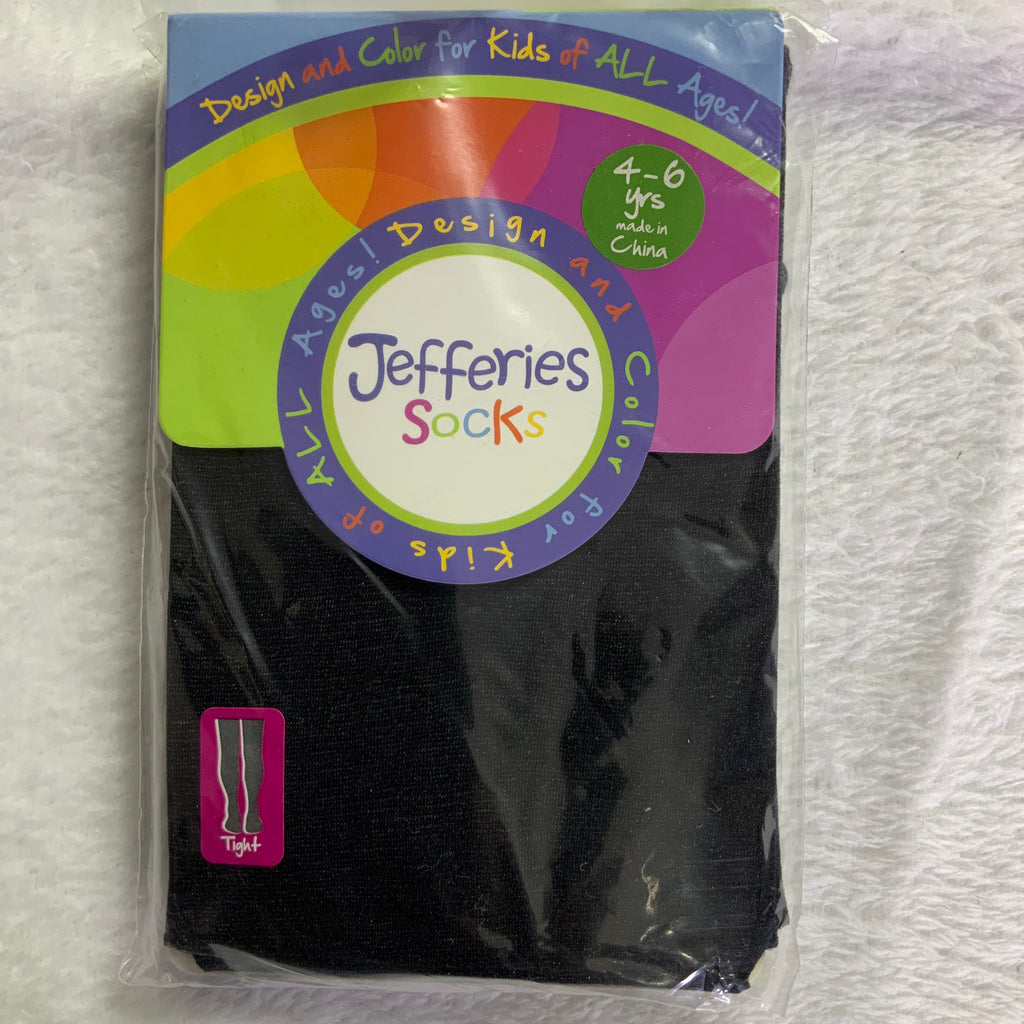 Design and Color for Kids of ALL Ages!
4-6
yrs
made in
China
Design and Color for Kids of ALL Ages!
Jefferies
Socks
Tight